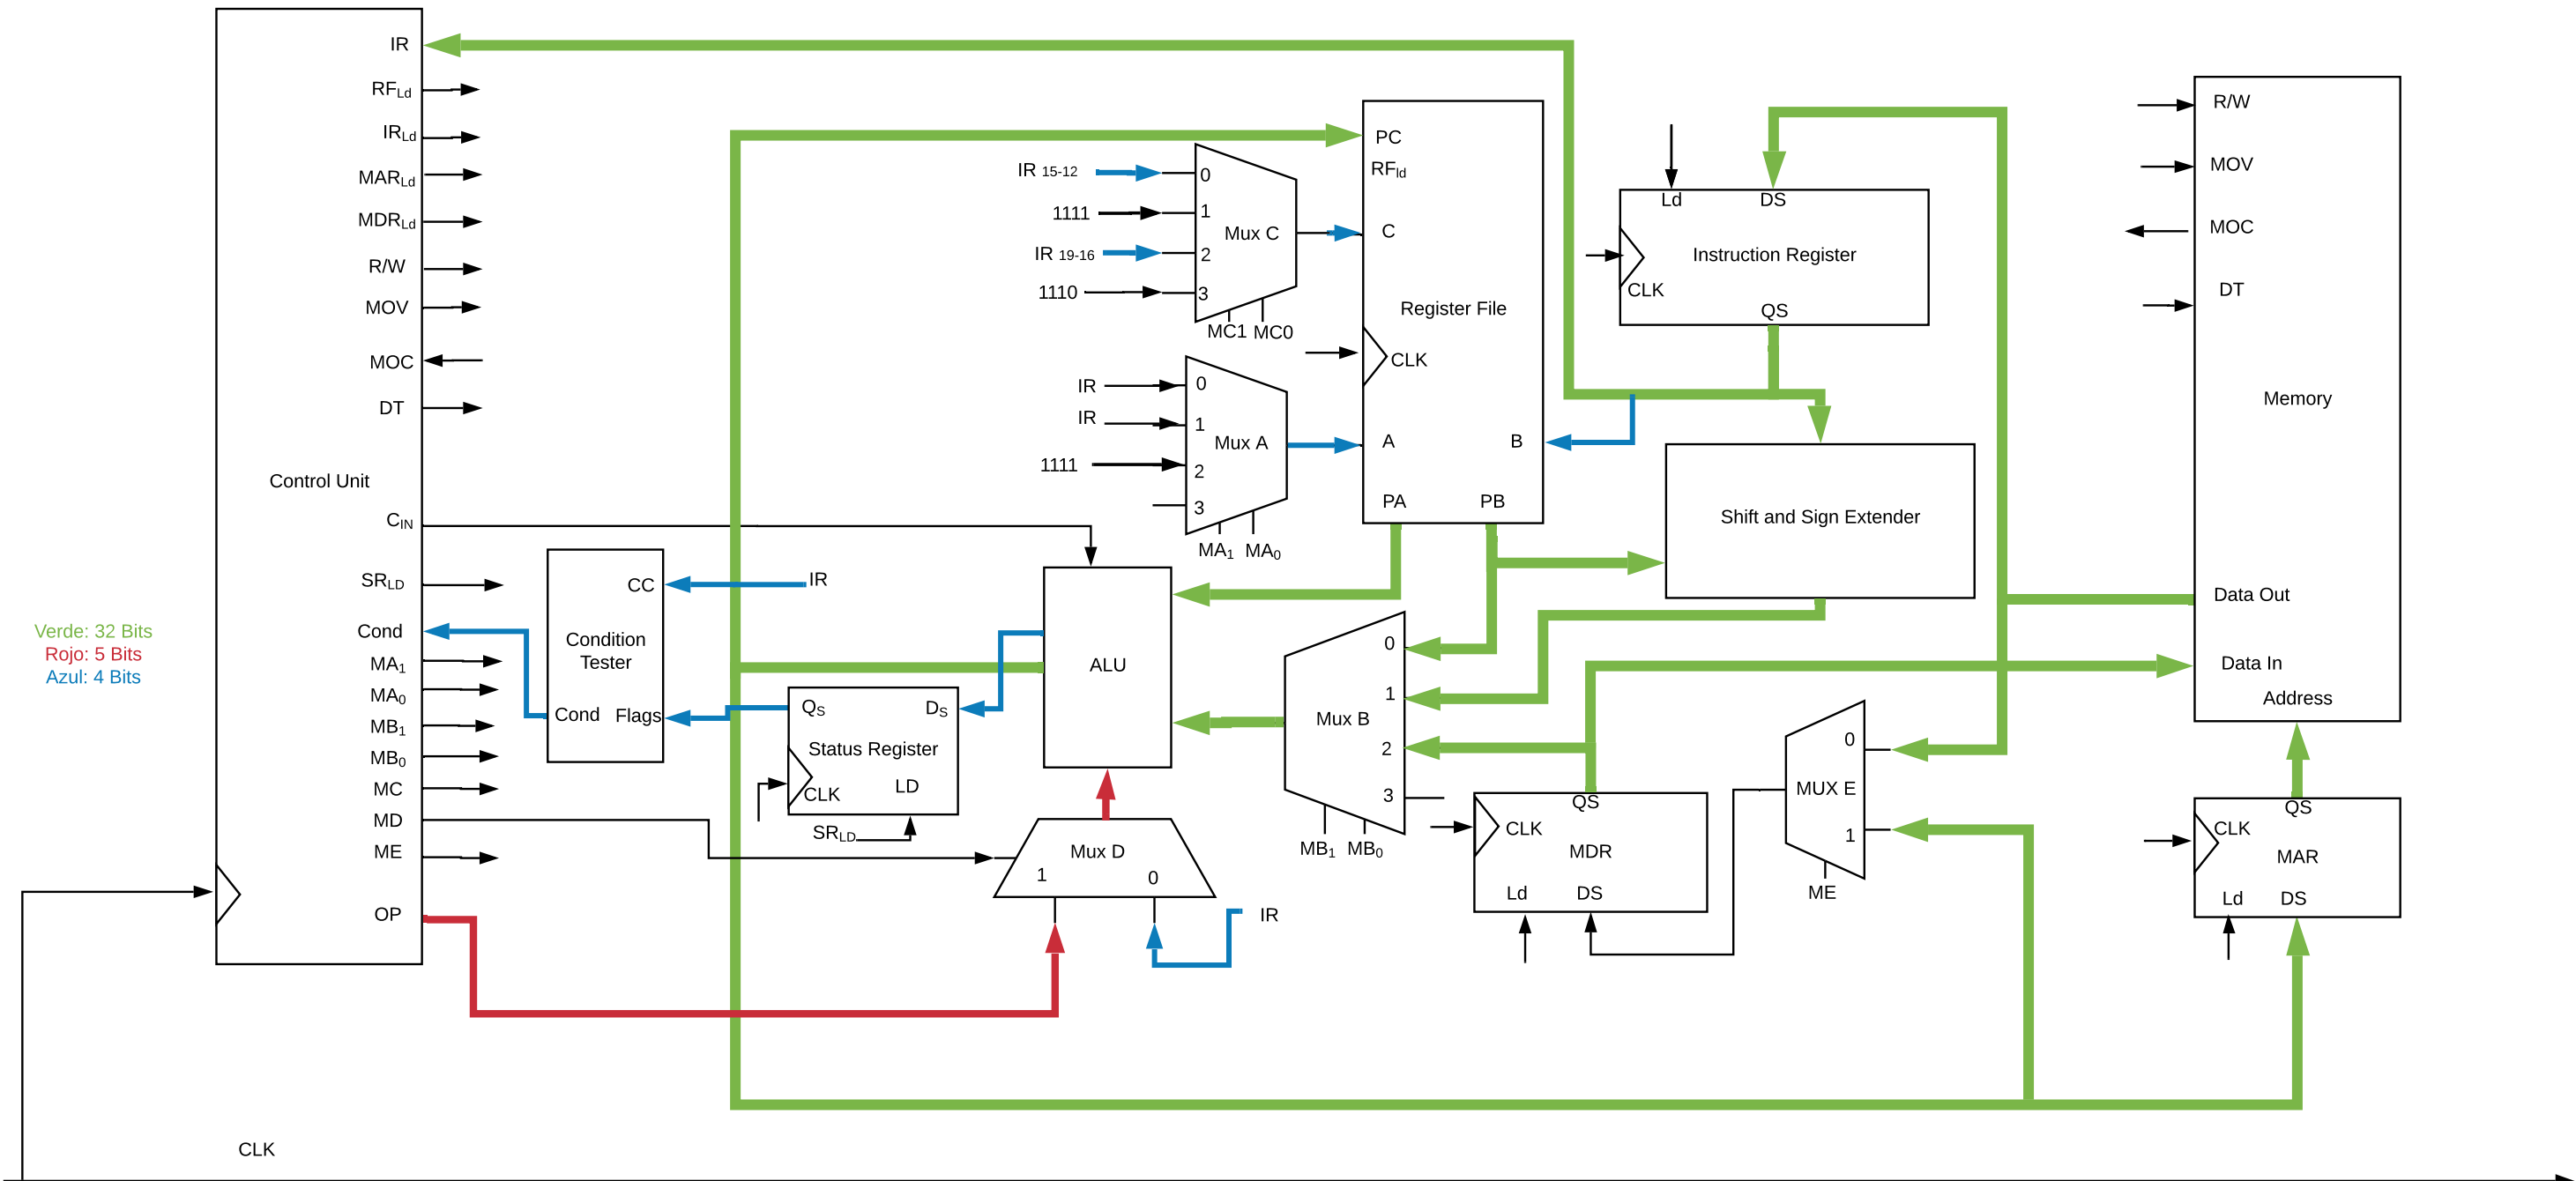 IR
RFLd
IRLd
MARLd
MDRLd
R/W
MOV
MOC
DT
Control Unit
CIN
SRLD
Cond
MA1
MA0
MB1
MB0
MC
MD
ME
OP
Verde: 32 Bits
Rojo: 5 Bits
Azul: 4 Bits
CLK
CC
Condition
Tester
Cond
Flags
IR
QS
DS
Status Register
LD
CLK
SRLD
IR 15-12
1111
IR 19-16
1110
0
1
2
3
Mux C
MC1
MC0
IR
IR
1111
0
1
2
3
Mux A
MA1
MA0
ALU
Mux D
1
0
IR
PC
RFld
C
Register File
CLK
A
B
PA
PB
Ld
DS
Instruction Register
CLK
QS
Shift and Sign Extender
0
1
Mux B
2
3
MB1
MB0
QS
CLK
MDR
Ld
DS
0
MUX E
1
ME
R/W
MOV
MOC
DT
Memory
Data Out
Data In
Address
QS
CLK
MAR
Ld
DS